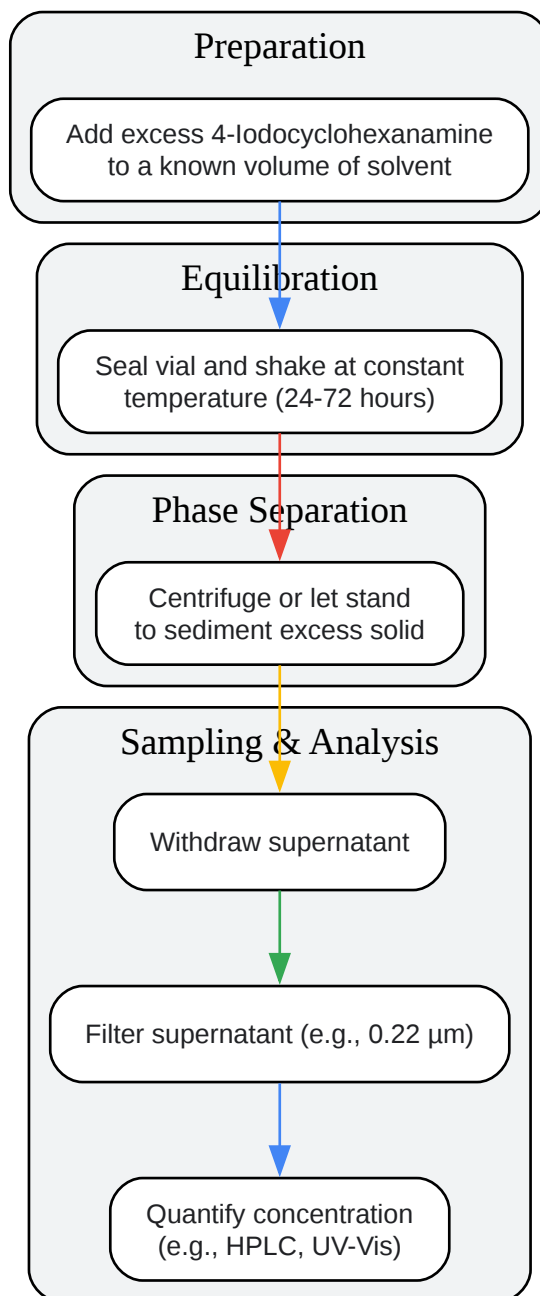 Preparation
Add excess 4-Iodocyclohexanamine
to a known volume of solvent
Equilibration
Seal vial and shake at constant
temperature (24-72 hours)
Phase Separation
Centrifuge or let stand
to sediment excess solid
Sampling & Analysis
Withdraw supernatant
Filter supernatant (e.g., 0.22 µm)
Quantify concentration
(e.g., HPLC, UV-Vis)